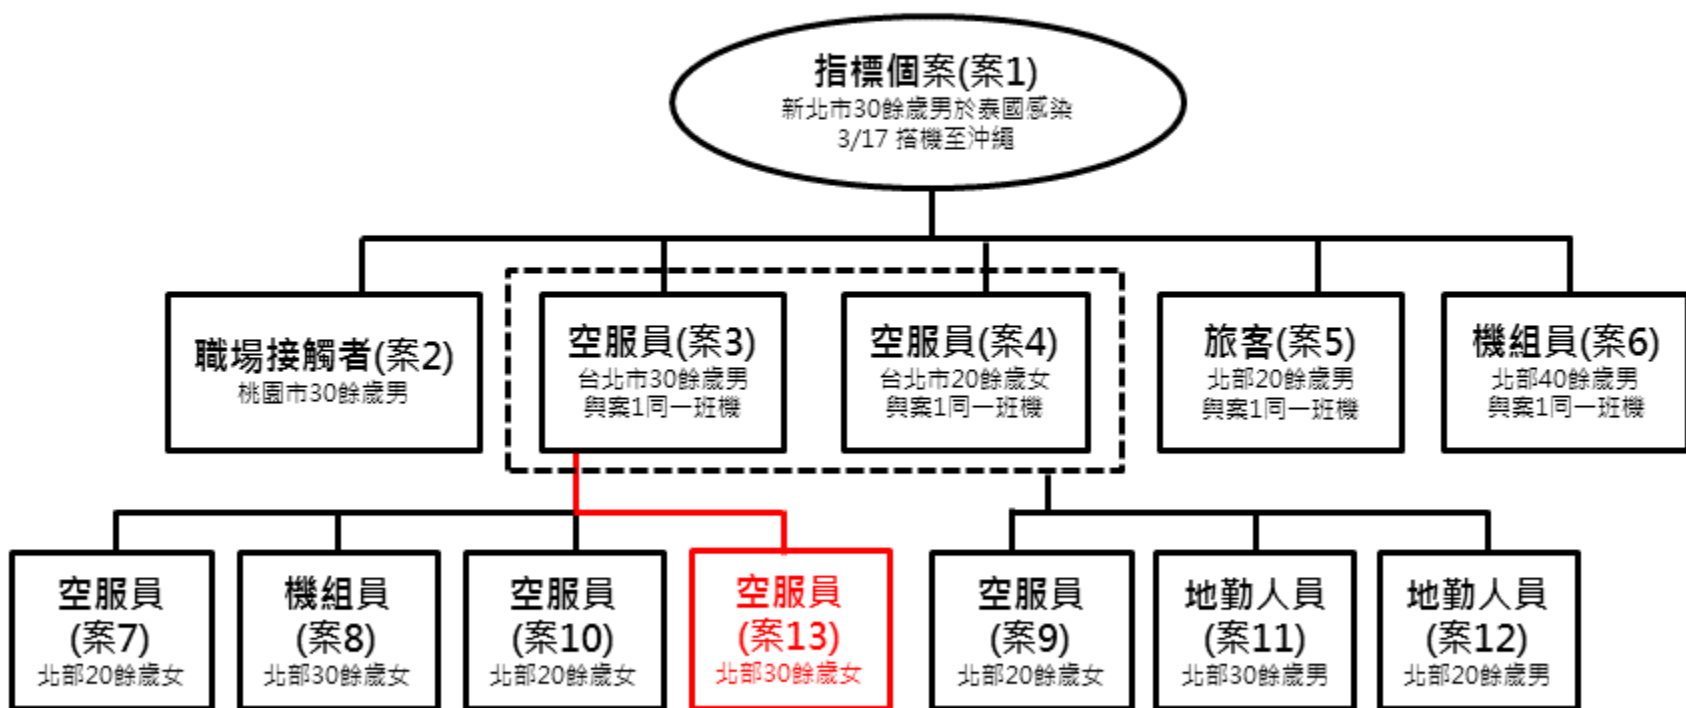 指標個案(案1)
新北市30餘歲男於泰國感染
3/17 搭機至沖繩
職場接觸者(案2)
桃園市30餘歲男
空服員(案3)
台北市30餘歲男
與案1同一班機
空服員(案4)
台北市20餘歲女
與案1同一班機
旅客(案5)
北部20餘歲男
與案1同一班機
機組員(案6)
北部40餘歲男
與案1同一班機
空服員
(案7)
北部20餘歲女
機組員
(案8)
北部30餘歲女
空服員
(案10)
北部20餘歲女
空服員
(案13)
北部30餘歲女
空服員
(案9)
北部20餘歲女
地勤人員
(案11)
北部30餘歲男
地勤人員
(案12)
北部20餘歲男